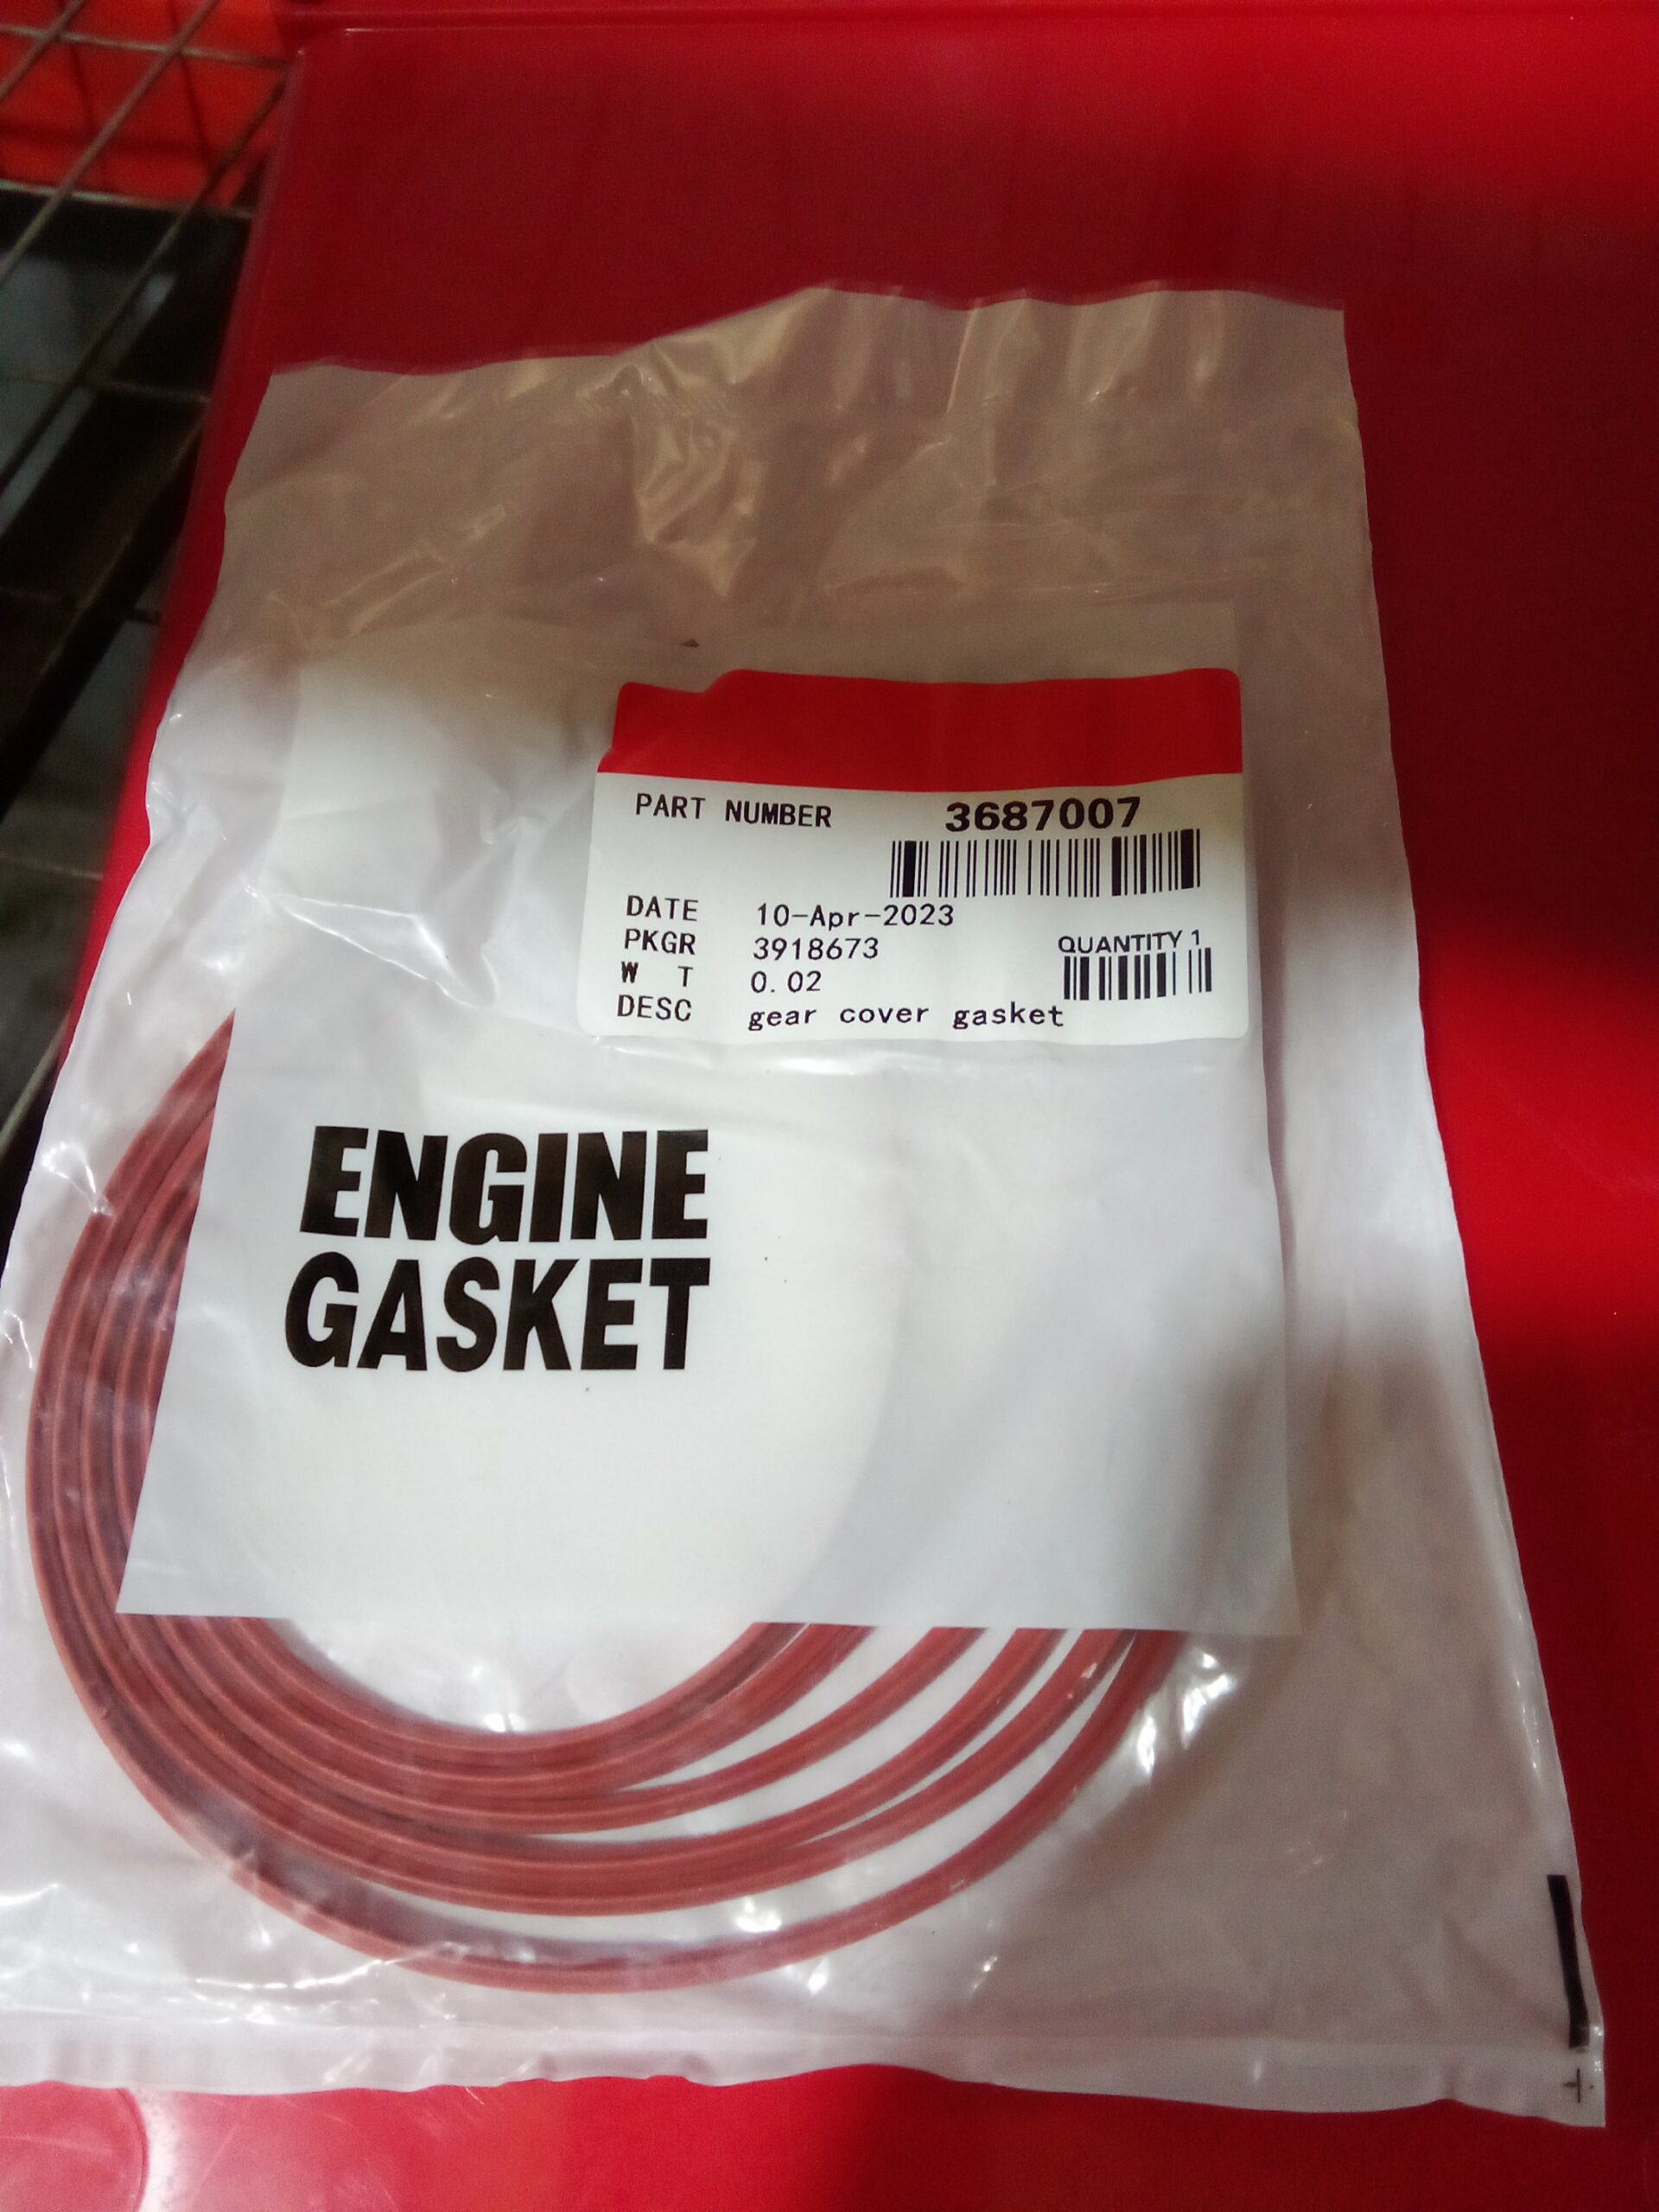 PART NUMBER 3687007
DATE 10-Apr-2023
PKGR 3918673
QUANTITY 1
W T 0.02
DESC gear cover gasket
ENGINE
GASKET